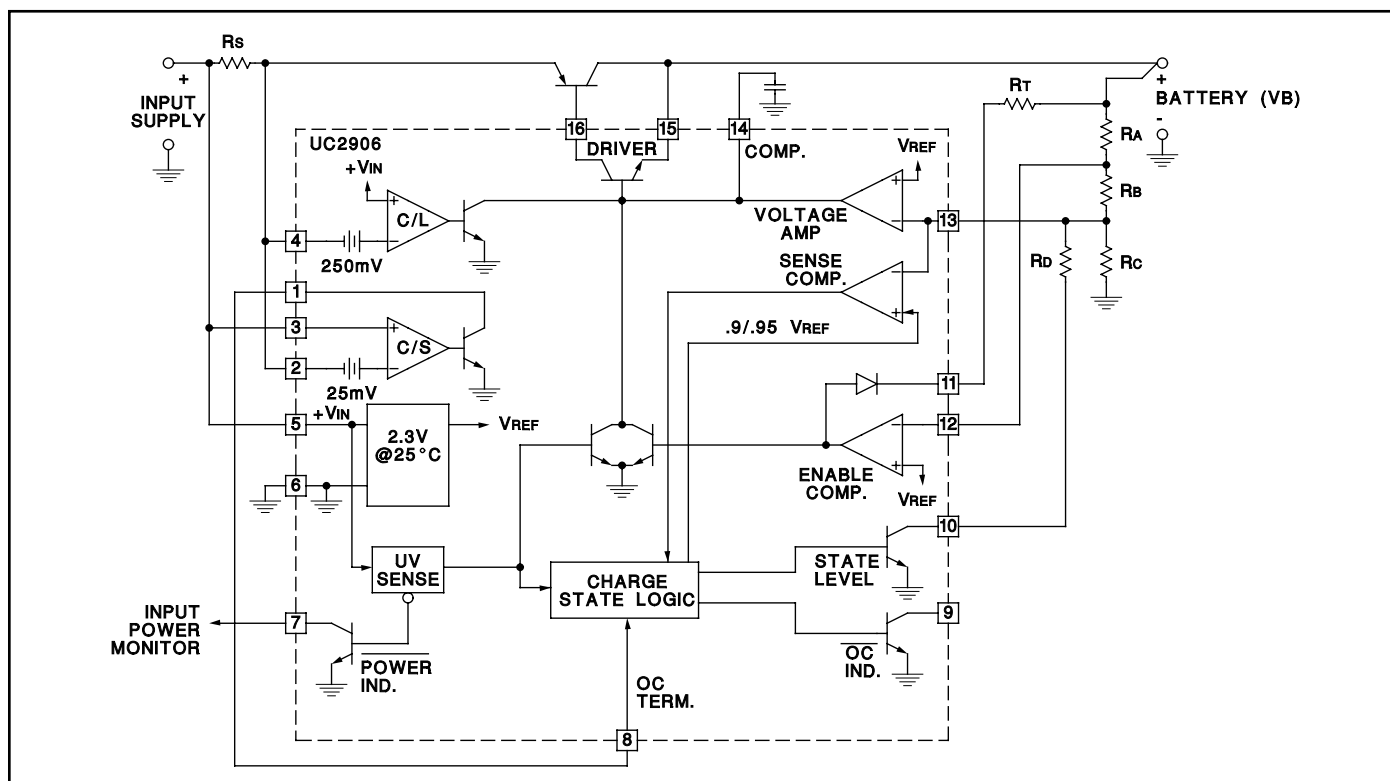 RS
+
INPUT
SUPPLY
+
BATTERY (VB)
-
RT
RA
RB
RC
RD
16
15
14
UC2906
DRIVER
COMP.
+VIN
VREF
+
C/L
-
+
-
VOLTAGE
AMP
13
4
250mV
SENSE
COMP.
-
+
1
3
+
C/S
-
2
25mV
.9/.95 VREF
11
5
+VIN
2.3V
@25°C
VREF
12
-
+
ENABLE
COMP.
VREF
6
10
UV
SENSE
CHARGE
STATE LOGIC
STATE
LEVEL
9
INPUT
POWER
MONITOR
7
POWER
IND.
OC
IND.
OC
TERM.
8